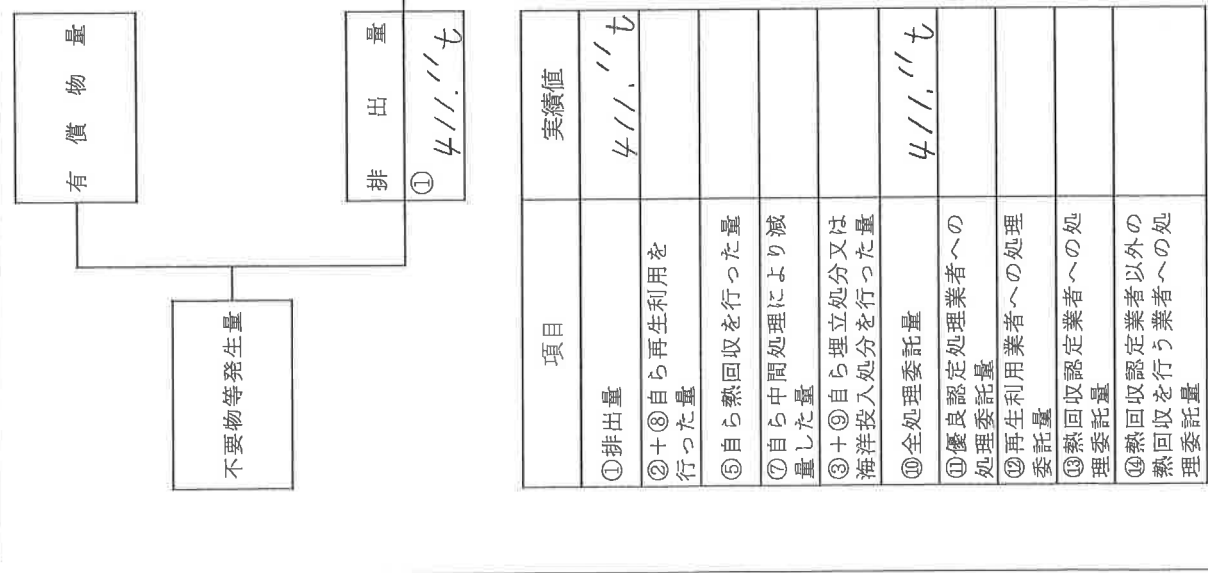 有償物量
不要物等発生量
排出量
① 411.11t
項目 実績値
①排出量 411.11t
②+⑧自ら再生利用を
行った量
⑤自ら熱回収を行った量
⑦自ら中間処理により減
量した量
③+⑨自ら埋立処分又は
海洋投入処分を行った量
⑩全処理委託量 411.11t
⑪優良認定処理業者への
処理委託量
⑫再生利用業者への処理
委託量
⑬熱回収認定業者への処
理委託量
⑭熱回収認定業者以外の
熱回収を行う業者への処
理委託量